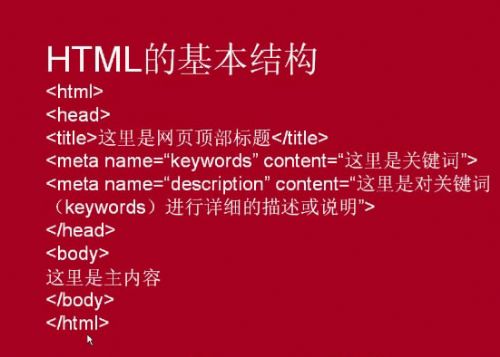 HTML的基本结构
<html>
<head>
<title>这里是网页顶部标题</title>
<meta name=“keywords” content=“这里是关键词”>
<meta name=“description” content=“这里是对关键词
（keywords）进行详细的描述或说明”>
</head>
<body>
这里是主内容
</body>
</html>